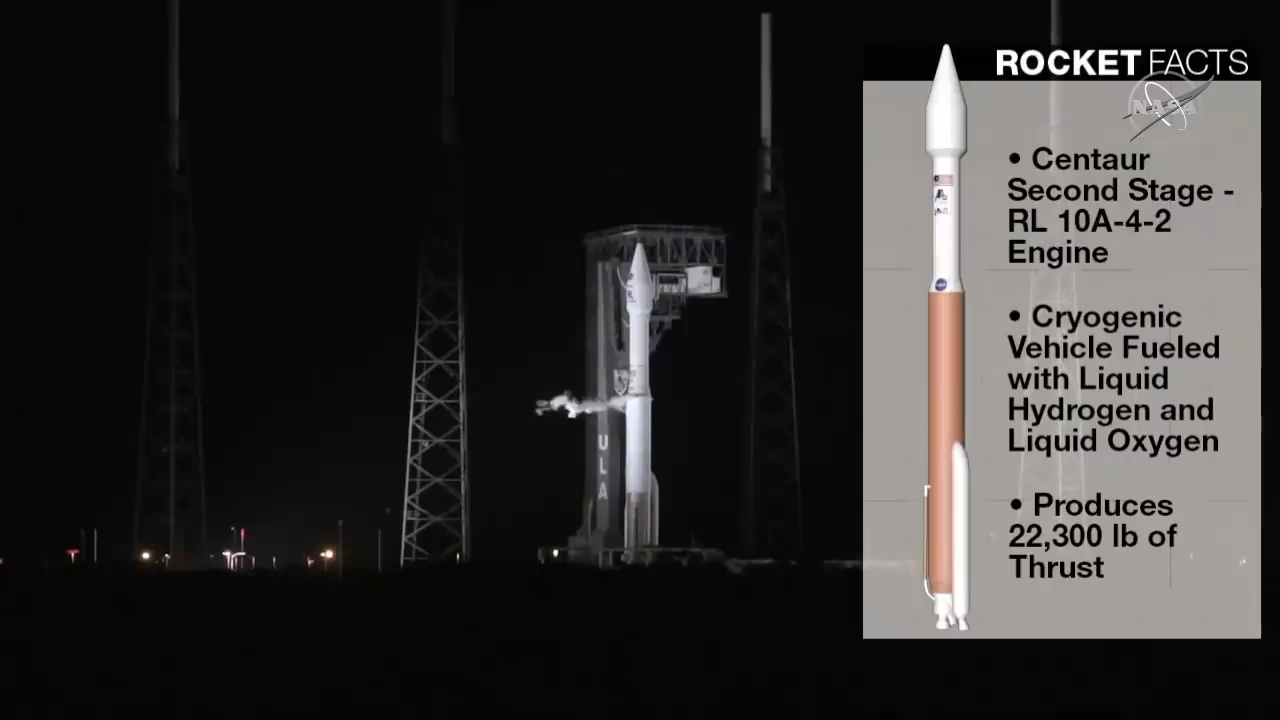 ROCKET FACTS
NASA
• Centaur
Second Stage -
RL 10A-4-2
Engine
• Cryogenic
Vehicle Fueled
with Liquid
Hydrogen and
Liquid Oxygen
• Produces
22,300 lb of
Thrust
ULA